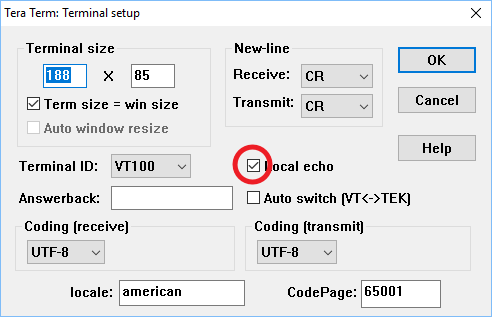 Tera Term: Terminal setup
Terminal size
188 X 85
Term size = win size
Auto window resize
New-line
Receive: CR
Transmit: CR
OK
Cancel
Help
Terminal ID: VT100
Local echo
Answerback:
Auto switch (VT<->TEK)
Coding (receive)
UTF-8
Coding (transmit)
UTF-8
locale: american
CodePage: 65001